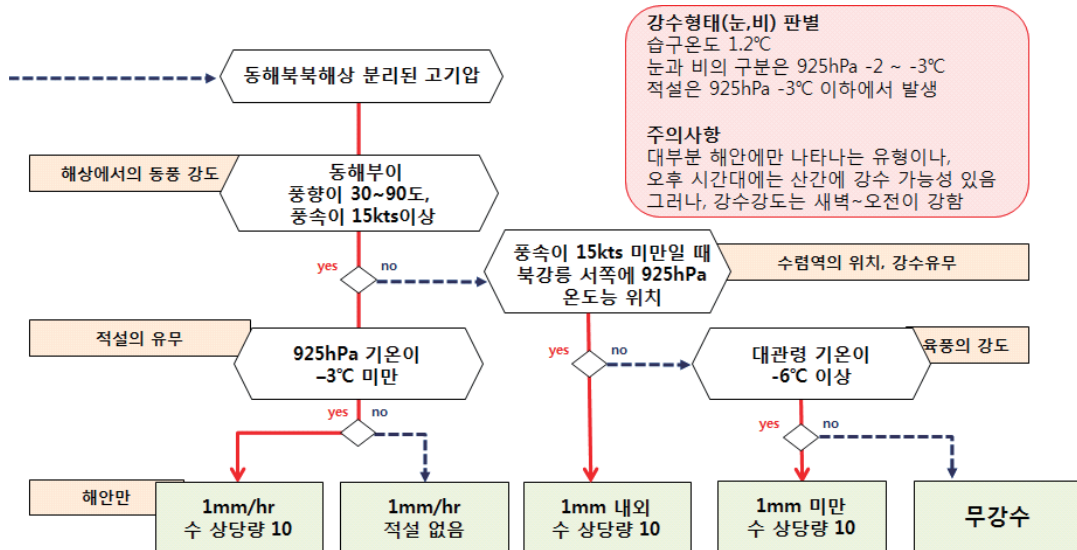 강수형태(눈,비) 판별
습구온도 1.2℃
눈과 비의 구분은 925hPa -2 ~ -3℃
적설은 925hPa -3℃ 이하에서 발생
주의사항
대부분 해안에만 나타나는 유형이나,
오후 시간대에는 산간에 강수 가능성 있음
그러나, 강수강도는 새벽~오전이 강함
동해북북해상 분리된 고기압
해상에서의 동풍 강도
동해부이
풍향이 30~90도,
풍속이 15kts이상
yes
no
풍속이 15kts 미만일 때
북강릉 서쪽에 925hPa
온도능 위치
수렴역의 위치, 강수유무
적설의 유무
925hPa 기온이
–3℃ 미만
yes
no
대관령 기온이
-6℃ 이상
육풍의 강도
yes
no
yes
no
해안만
1mm/hr
수 상당량 10
1mm/hr
적설 없음
1mm 내외
수 상당량 10
1mm 미만
수 상당량 10
무강수